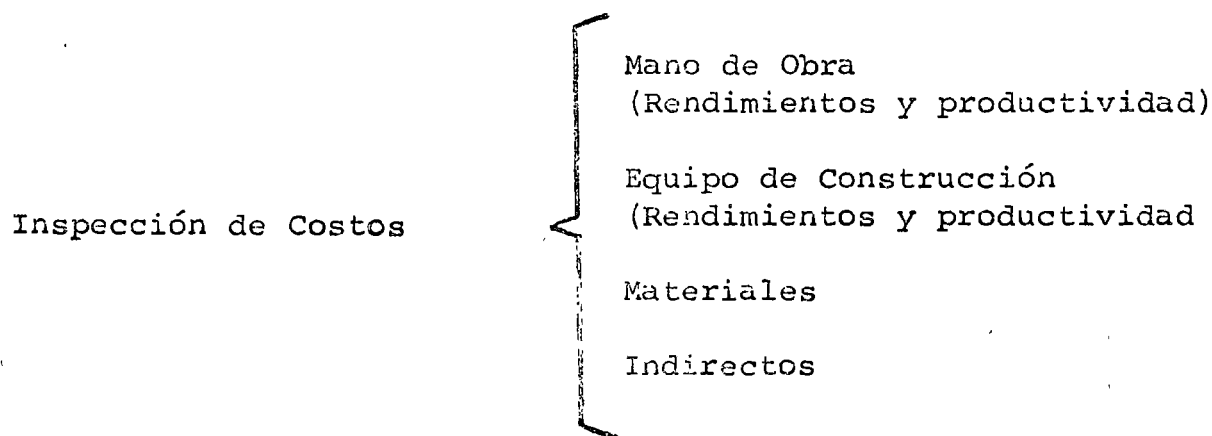 Mano de Obra
(Rendimientos y productividad)
Equipo de Construcción
(Rendimientos y productividad
Inspección de Costos
Materiales
Indirectos